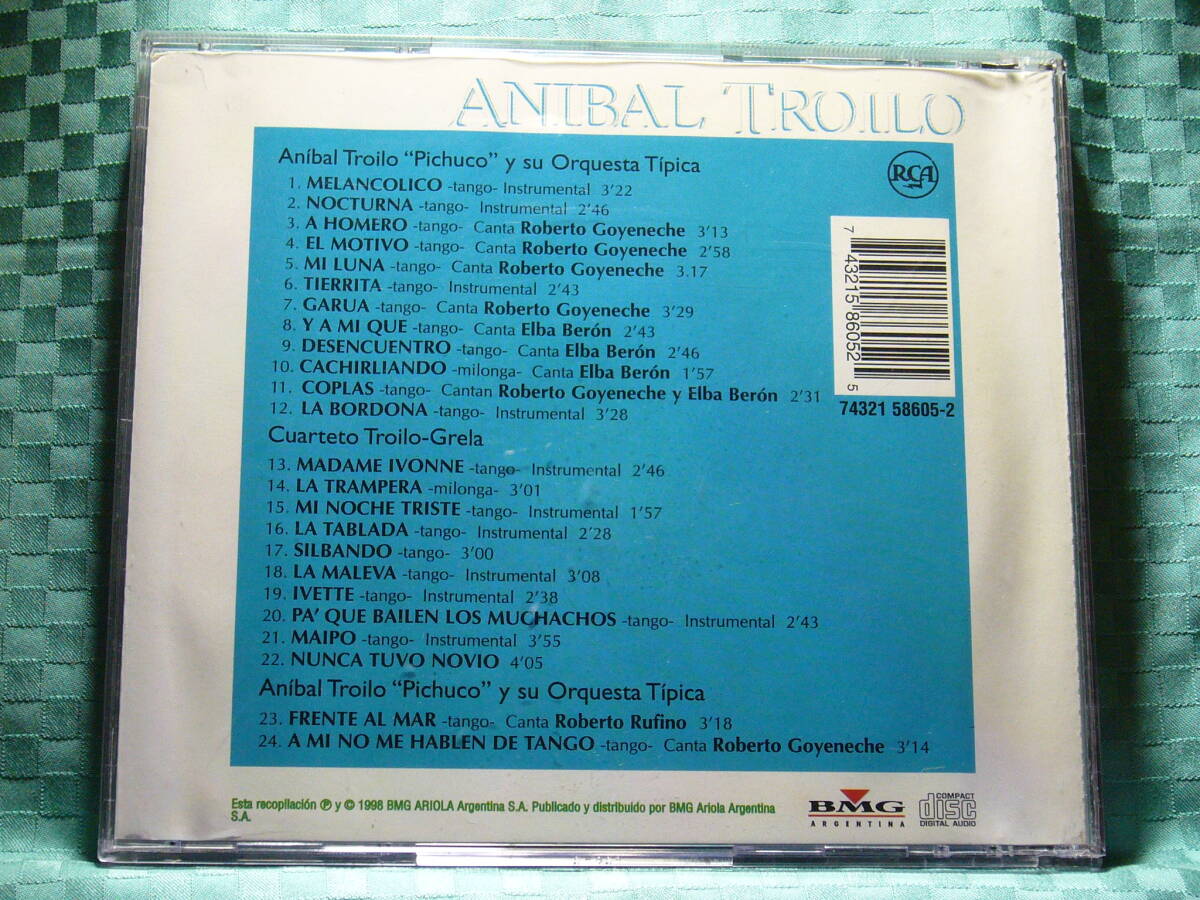 ANIBAL TROILO
Aníbal Troilo “Pichuco” y su Orquesta Típica
RCA
1. MELANCOLICO -tango- Instrumental 3’22
2. NOCTURNA -tango- Instrumental 2’46
3. A HOMERO -tango- Canta Roberto Goyeneche 3’13
4. EL MOTIVO -tango- Canta Roberto Goyeneche 2’58
5. MI LUNA -tango- Canta Roberto Goyeneche 3.17
6. TIERRITA -tango- Instrumental 2’43
7. GARUA -tango- Canta Roberto Goyeneche 3’29
8. Y A MI QUE -tango- Canta Elba Berón 2’43
9. DESENCUENTRO -tango- Canta Elba Berón 2’46
10. CACHIRLIANDO -milonga- Canta Elba Berón 1’57
11. COPLAS -tango- Cantan Roberto Goyeneche y Elba Berón 2’31
12. LA BORDONA -tango- Instrumental 3’28
7 43215 86052 5
74321 58605-2
Cuarteto Troilo-Grela
13. MADAME IVONNE -tango- Instrumental 2’46
14. LA TRAMPERA -milonga- 3’01
15. MI NOCHE TRISTE -tango- Instrumental 1’57
16. LA TABLADA -tango- Instrumental 2’28
17. SILBANDO -tango- 3’00
18. LA MALEVA -tango- Instrumental 3’08
19. IVETTE -tango- Instrumental 2’38
20. PA’ QUE BAILEN LOS MUCHACHOS -tango- Instrumental 2’43
21. MAIPO -tango- Instrumental 3’55
22. NUNCA TUVO NOVIO 4’05
Aníbal Troilo “Pichuco” y su Orquesta Típica
23. FRENTE AL MAR -tango- Canta Roberto Rufino 3’18
24. A MI NO ME HABLEN DE TANGO -tango- Canta Roberto Goyeneche 3’14
Esta recopilación ℗ y © 1998 BMG ARIOLA Argentina S.A. Publicado y distribuido por BMG Ariola Argentina
S.A.
BMG
ARGENTINA
COMPACT
disc
DIGITAL AUDIO